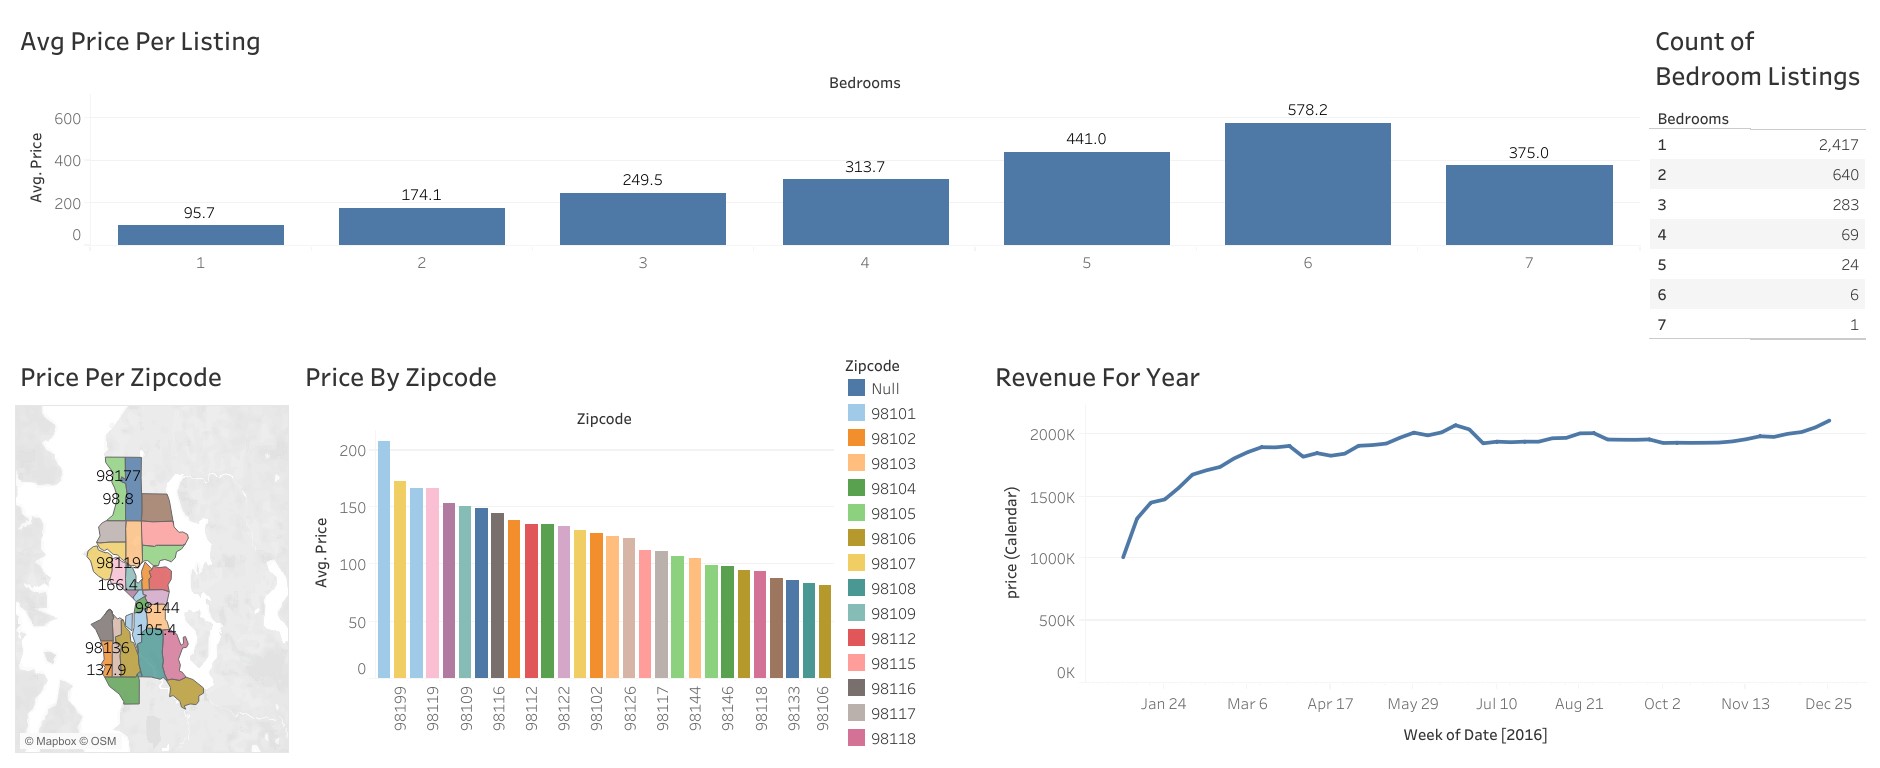 Avg Price Per Listing
Bedrooms
Avg. Price
600
400
200
0
95.7
174.1
249.5
313.7
441.0
578.2
375.0
1
2
3
4
5
6
7
Count of
Bedroom Listings
Bedrooms
1 2,417
2 640
3 283
4 69
5 24
6 6
7 1
Price Per Zipcode
98177
98.8
98119
166.4
98144
105.4
98136
137.9
© Mapbox © OSM
Price By Zipcode
Zipcode
Avg. Price
200
150
100
50
0
98199
98119
98109
98116
98112
98122
98102
98126
98117
98144
98146
98118
98133
98106
Zipcode
Null
98101
98102
98103
98104
98105
98106
98107
98108
98109
98112
98115
98116
98117
98118
Revenue For Year
price (Calendar)
2000K
1500K
1000K
500K
0K
Jan 24
Mar 6
Apr 17
May 29
Jul 10
Aug 21
Oct 2
Nov 13
Dec 25
Week of Date [2016]